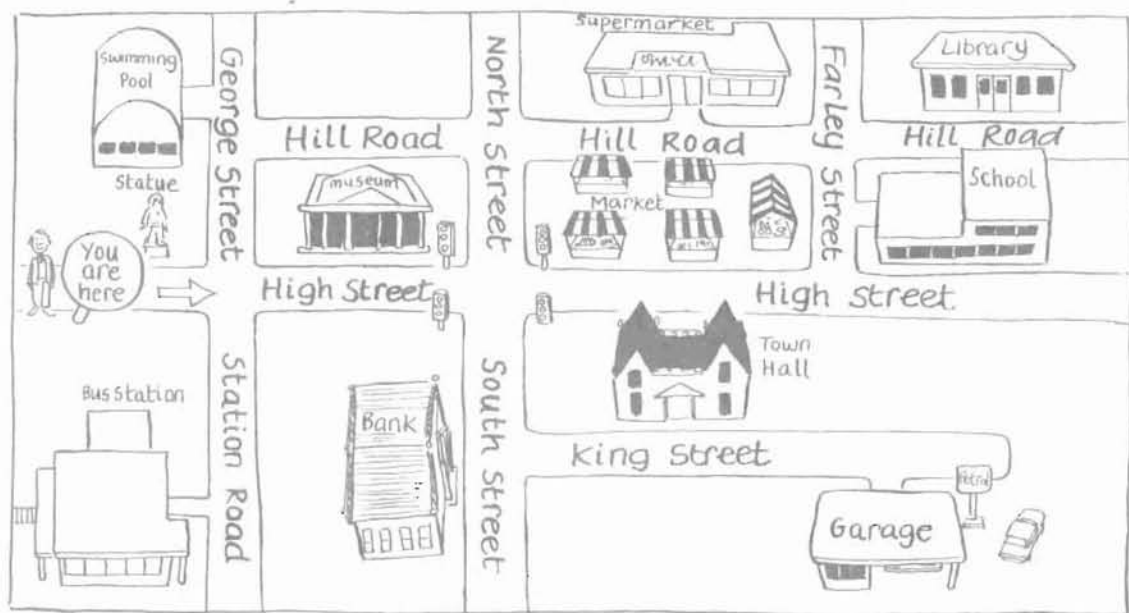 Supermarket
Swimming
Pool
George Street
North Street
Farley Street
Library
Hill Road
Hill Road
Hill Road
Statue
museum
Market
School
You
are
here
High Street
High Street.
Station Road
South Street
Town
Hall
Bus Station
Bank
King Street
Petrol
Garage